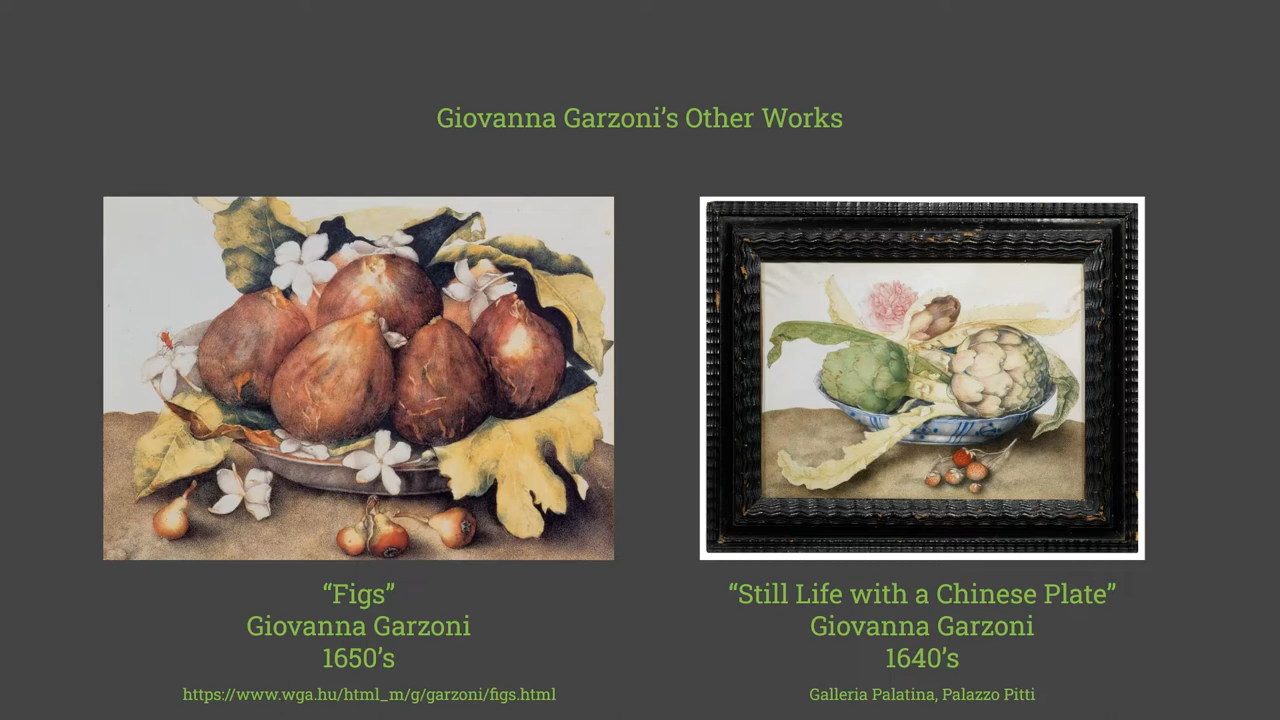 Giovanna Garzoni’s Other Works
“Figs”
Giovanna Garzoni
1650’s
https://www.wga.hu/html_m/g/garzoni/figs.html
“Still Life with a Chinese Plate”
Giovanna Garzoni
1640’s
Galleria Palatina, Palazzo Pitti